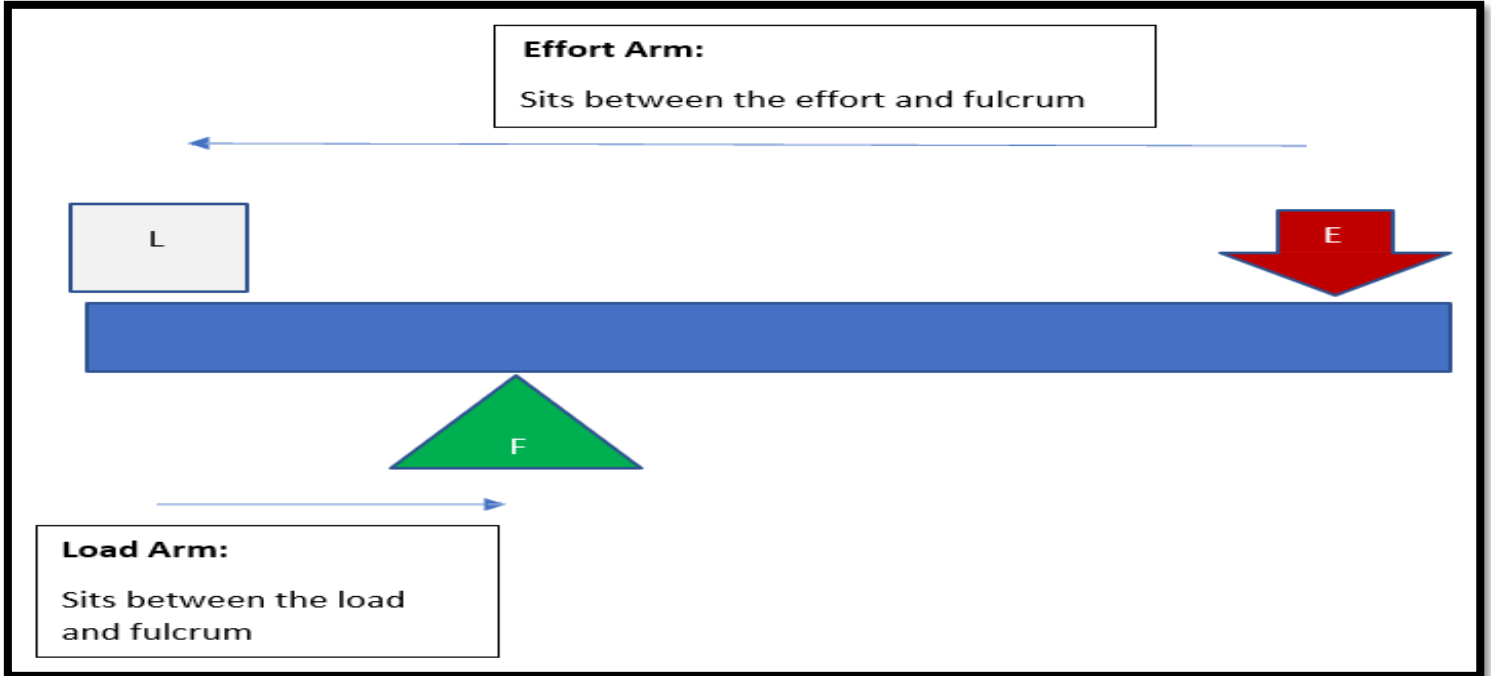 Effort Arm:
Sits between the effort and fulcrum
L
E
F
Load Arm:
Sits between the load
and fulcrum